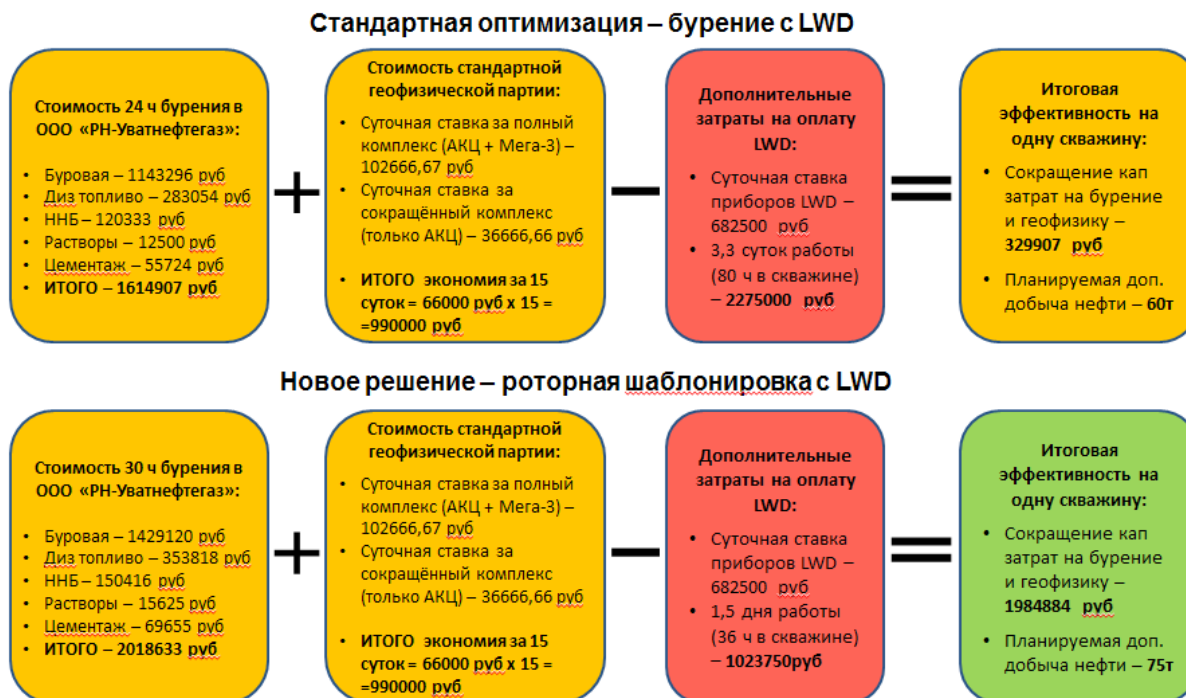 Стандартная оптимизация – бурение с LWD
Стоимость 24 ч бурения в
ООО «РН-Уватнефтегаз»:
• Буровая – 1143296 руб
• Диз топливо – 283054 руб
• ННБ – 120333 руб
• Растворы – 12500 руб
• Цементаж – 55724 руб
• ИТОГО – 1614907 руб
+
Стоимость стандартной
геофизической партии:
• Суточная ставка за полный
комплекс (АКЦ + Мега-3) –
102666,67 руб
• Суточная ставка за
сокращённый комплекс
(только АКЦ) – 36666,66 руб
• ИТОГО экономия за 15
суток = 66000 руб х 15 =
=990000 руб
–
Дополнительные
затраты на оплату
LWD:
• Суточная ставка
приборов LWD –
682500 руб
• 3,3 суток работы
(80 ч в скважине)
– 2275000 руб
=
Итоговая
эффективность на
одну скважину:
• Сокращение кап
затрат на бурение
и геофизику –
329907 руб
• Планируемая доп.
добыча нефти – 60т
Новое решение – роторная шаблонировка с LWD
Стоимость 30 ч бурения в
ООО «РН-Уватнефтегаз»:
• Буровая – 1429120 руб
• Диз топливо – 353818 руб
• ННБ – 150416 руб
• Растворы – 15625 руб
• Цементаж – 69655 руб
• ИТОГО – 2018633 руб
+
Стоимость стандартной
геофизической партии:
• Суточная ставка за полный
комплекс (АКЦ + Мега-3) –
102666,67 руб
• Суточная ставка за
сокращённый комплекс
(только АКЦ) – 36666,66 руб
• ИТОГО экономия за 15
суток = 66000 руб х 15 =
=990000 руб
–
Дополнительные
затраты на оплату
LWD:
• Суточная ставка
приборов LWD –
682500 руб
• 1,5 дня работы
(36 ч в скважине)
– 1023750руб
=
Итоговая
эффективность на
одну скважину:
• Сокращение кап
затрат на бурение
и геофизику –
1984884 руб
• Планируемая доп.
добыча нефти – 75т